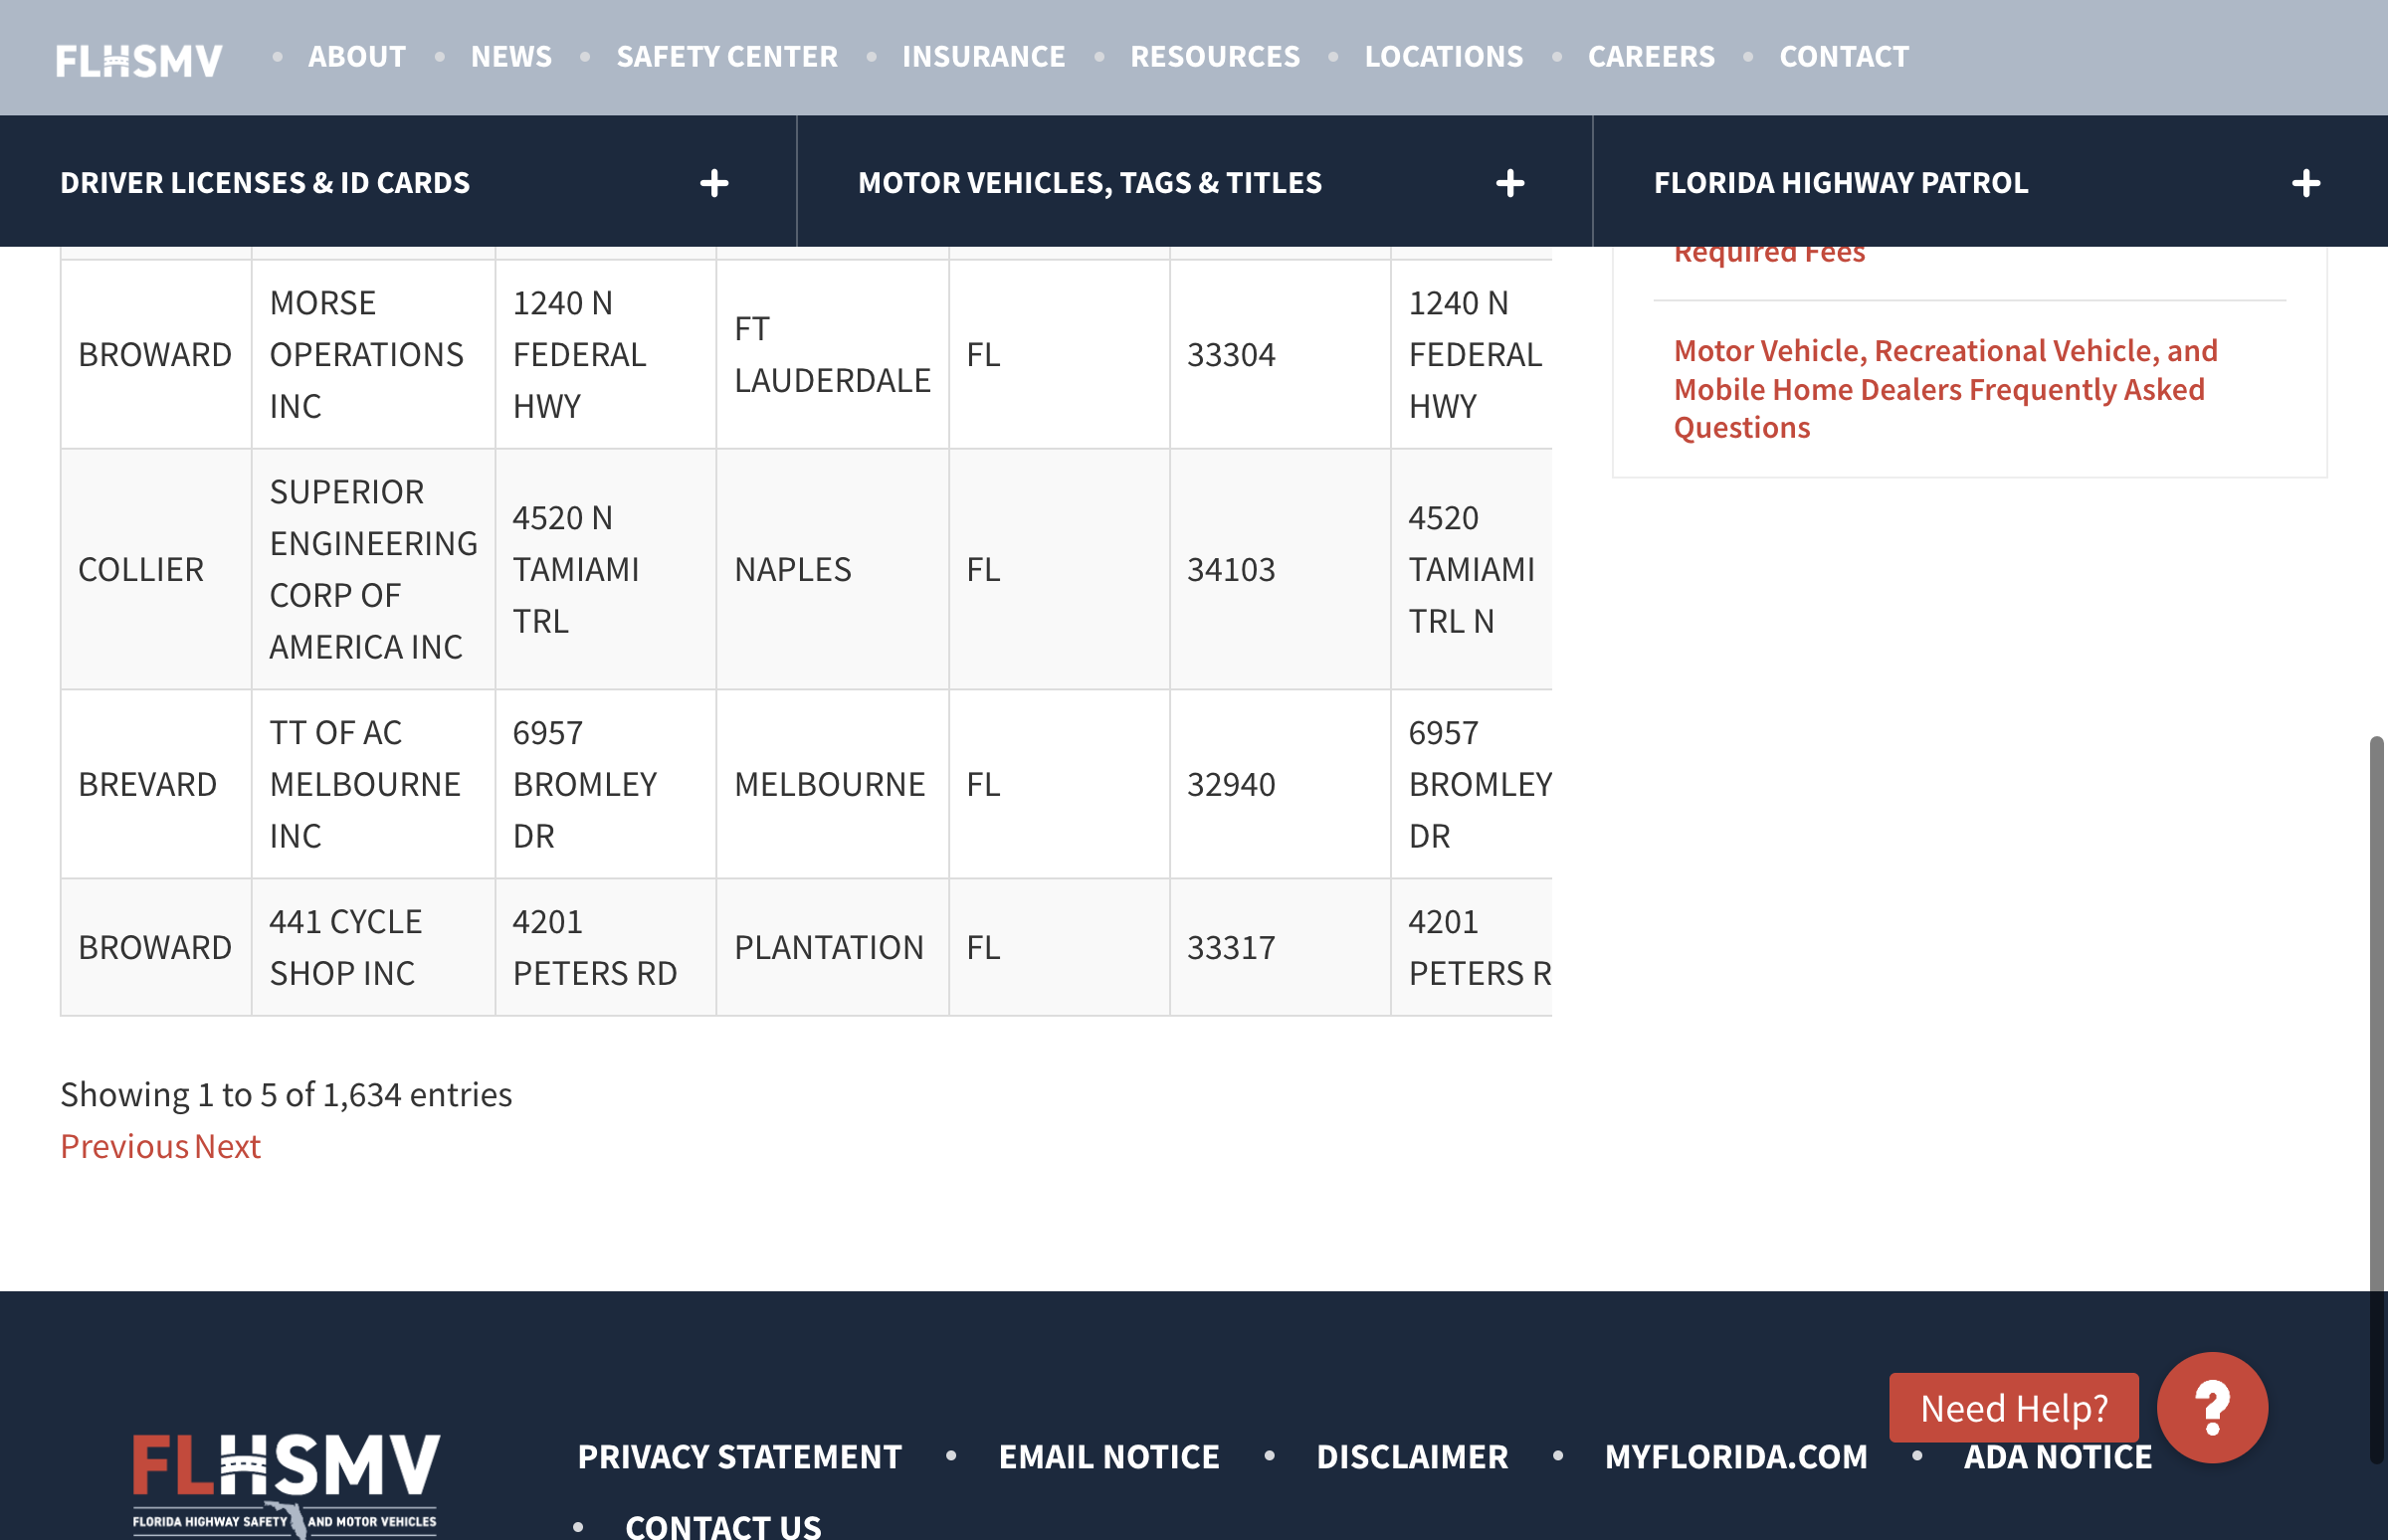 FLHSMV • ABOUT • NEWS • SAFETY CENTER • INSURANCE • RESOURCES • LOCATIONS • CAREERS • CONTACT
DRIVER LICENSES & ID CARDS +
MOTOR VEHICLES, TAGS & TITLES +
FLORIDA HIGHWAY PATROL +
BROWARD
MORSE
OPERATIONS
INC
1240 N
FEDERAL
HWY
FT
LAUDERDALE
FL
33304
1240 N
FEDERAL
HWY
COLLIER
SUPERIOR
ENGINEERING
CORP OF
AMERICA INC
4520 N
TAMIAMI
TRL
NAPLES
FL
34103
4520
TAMIAMI
TRL N
BREVARD
TT OF AC
MELBOURNE
INC
6957
BROMLEY
DR
MELBOURNE
FL
32940
6957
BROMLEY
DR
BROWARD
441 CYCLE
SHOP INC
4201
PETERS RD
PLANTATION
FL
33317
4201
PETERS R
Required Fees
Motor Vehicle, Recreational Vehicle, and
Mobile Home Dealers Frequently Asked
Questions
Showing 1 to 5 of 1,634 entries
Previous Next
Need Help?
?
FLHSMV
FLORIDA HIGHWAY SAFETY AND MOTOR VEHICLES
PRIVACY STATEMENT • EMAIL NOTICE • DISCLAIMER • MYFLORIDA.COM • ADA NOTICE
• CONTACT US